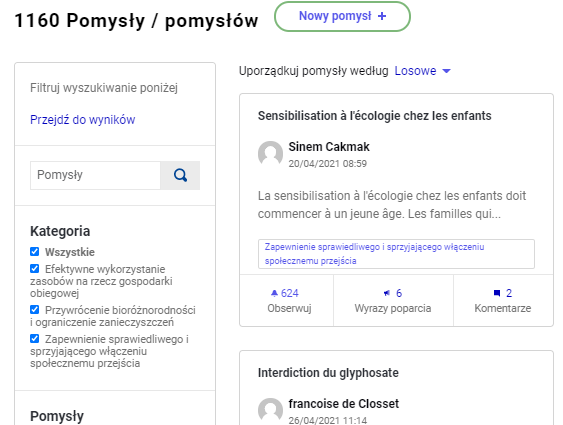 1160 Pomysły / pomysłów
Nowy pomysł +
Filtruj wyszukiwanie poniżej
Przejdź do wyników
Pomysły
Kategoria
Wszystkie
Efektywne wykorzystanie
zasobów na rzecz gospodarki
obiegowej
Przywrócenie bioróżnorodności
i ograniczenie zanieczyszczeń
Zapewnienie sprawiedliwego i
sprzyjającego włączeniu
społecznemu przejścia
Pomysły
Uporządkuj pomysły według Losowe
Sensibilisation à l'écologie chez les enfants
Sinem Cakmak
20/04/2021 08:59
La sensibilisation à l'écologie chez les enfants doit
commencer à un jeune âge. Les familles qui...
Zapewnienie sprawiedliwego i sprzyjającego włączeniu
społecznemu przejścia
624
Obserwuj
6
Wyrazy poparcia
2
Komentarze
Interdiction du glyphosate
francoise de Closset
26/04/2021 11:14